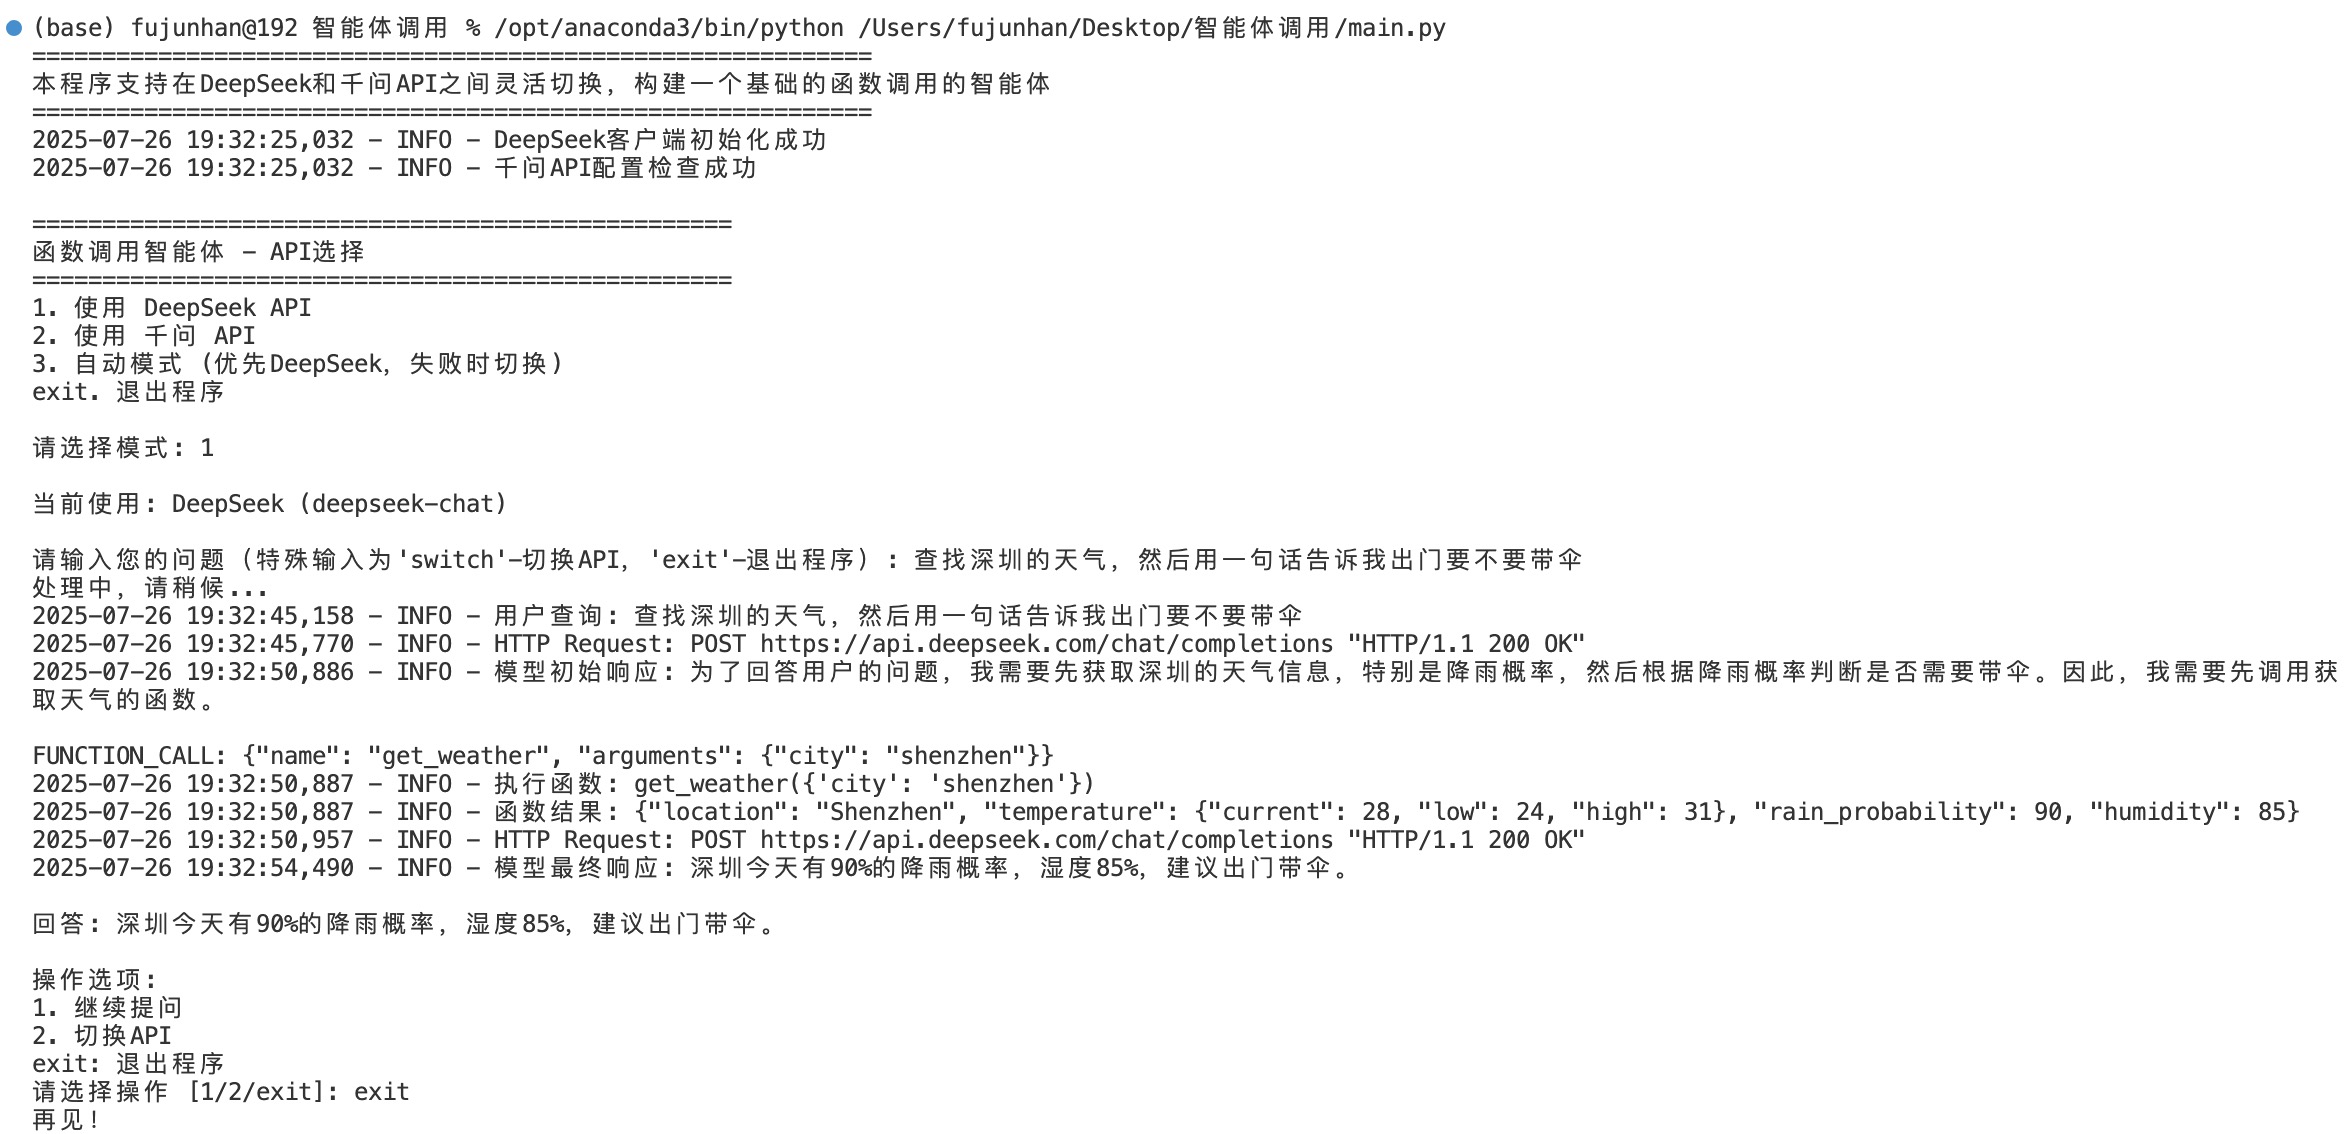 (base) fujunhan@192 智能体调用 % /opt/anaconda3/bin/python /Users/fujunhan/Desktop/智能体调用/main.py
============================================================
本程序支持在DeepSeek和千问API之间灵活切换，构建一个基础的函数调用的智能体
============================================================
2025-07-26 19:32:25,032 - INFO - DeepSeek客户端初始化成功
2025-07-26 19:32:25,032 - INFO - 千问API配置检查成功
==================================================
函数调用智能体 - API选择
==================================================
1. 使用 DeepSeek API
2. 使用 千问 API
3. 自动模式 (优先DeepSeek，失败时切换)
exit. 退出程序
请选择模式: 1
当前使用: DeepSeek (deepseek-chat)
请输入您的问题（特殊输入为'switch'-切换API，'exit'-退出程序）: 查找深圳的天气，然后用一句话告诉我出门要不要带伞
处理中，请稍候...
2025-07-26 19:32:45,158 - INFO - 用户查询: 查找深圳的天气，然后用一句话告诉我出门要不要带伞
2025-07-26 19:32:45,770 - INFO - HTTP Request: POST https://api.deepseek.com/chat/completions "HTTP/1.1 200 OK"
2025-07-26 19:32:50,886 - INFO - 模型初始响应: 为了回答用户的问题，我需要先获取深圳的天气信息，特别是降雨概率，然后根据降雨概率判断是否需要带伞。因此，我需要先调用获
取天气的函数。
FUNCTION_CALL: {"name": "get_weather", "arguments": {"city": "shenzhen"}}
2025-07-26 19:32:50,887 - INFO - 执行函数: get_weather({'city': 'shenzhen'})
2025-07-26 19:32:50,887 - INFO - 函数结果: {"location": "Shenzhen", "temperature": {"current": 28, "low": 24, "high": 31}, "rain_probability": 90, "humidity": 85}
2025-07-26 19:32:50,957 - INFO - HTTP Request: POST https://api.deepseek.com/chat/completions "HTTP/1.1 200 OK"
2025-07-26 19:32:54,490 - INFO - 模型最终响应: 深圳今天有90%的降雨概率，湿度85%，建议出门带伞。
回答: 深圳今天有90%的降雨概率，湿度85%，建议出门带伞。
操作选项:
1. 继续提问
2. 切换API
exit: 退出程序
请选择操作 [1/2/exit]: exit
再见！